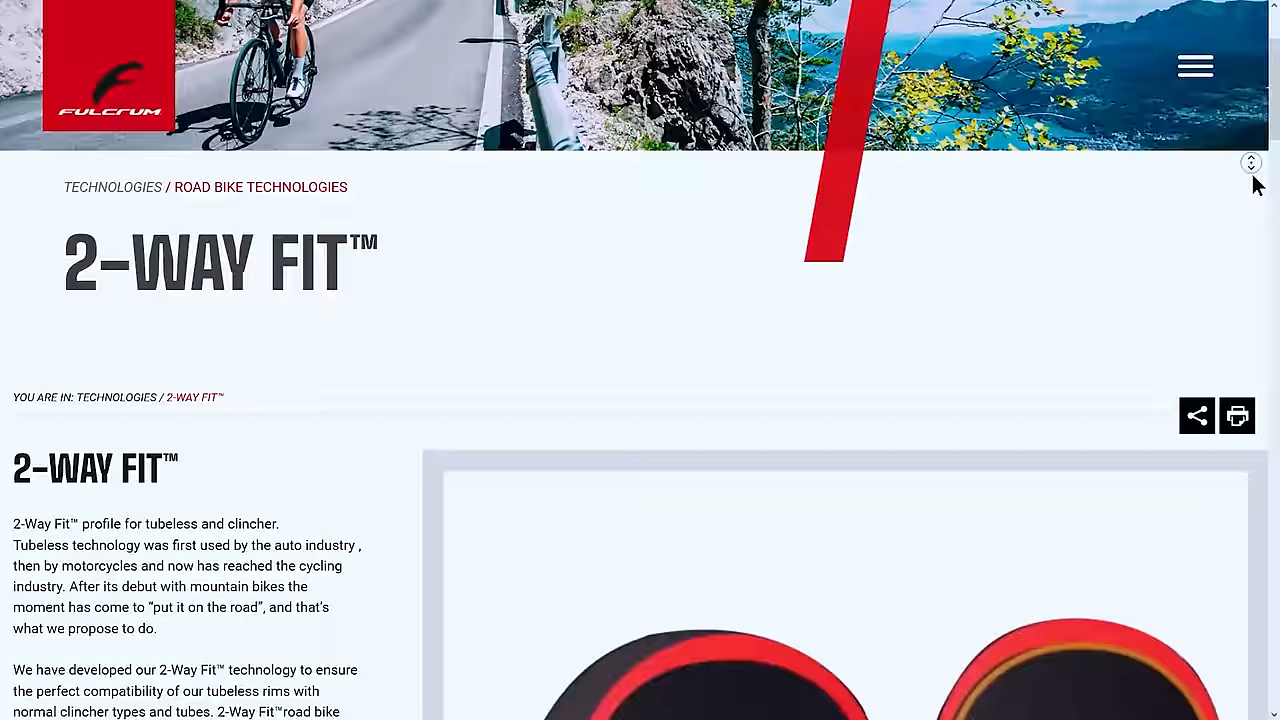 FULCRUM
TECHNOLOGIES / ROAD BIKE TECHNOLOGIES
2-WAY FIT™
YOU ARE IN: TECHNOLOGIES / 2-WAY FIT™
2-WAY FIT™
2-Way Fit™ profile for tubeless and clincher.
Tubeless technology was first used by the auto industry ,
then by motorcycles and now has reached the cycling
industry. After its debut with mountain bikes the
moment has come to “put it on the road”, and that’s
what we propose to do.
We have developed our 2-Way Fit™ technology to ensure
the perfect compatibility of our tubeless rims with
normal clincher types and tubes. 2-Way Fit™road bike